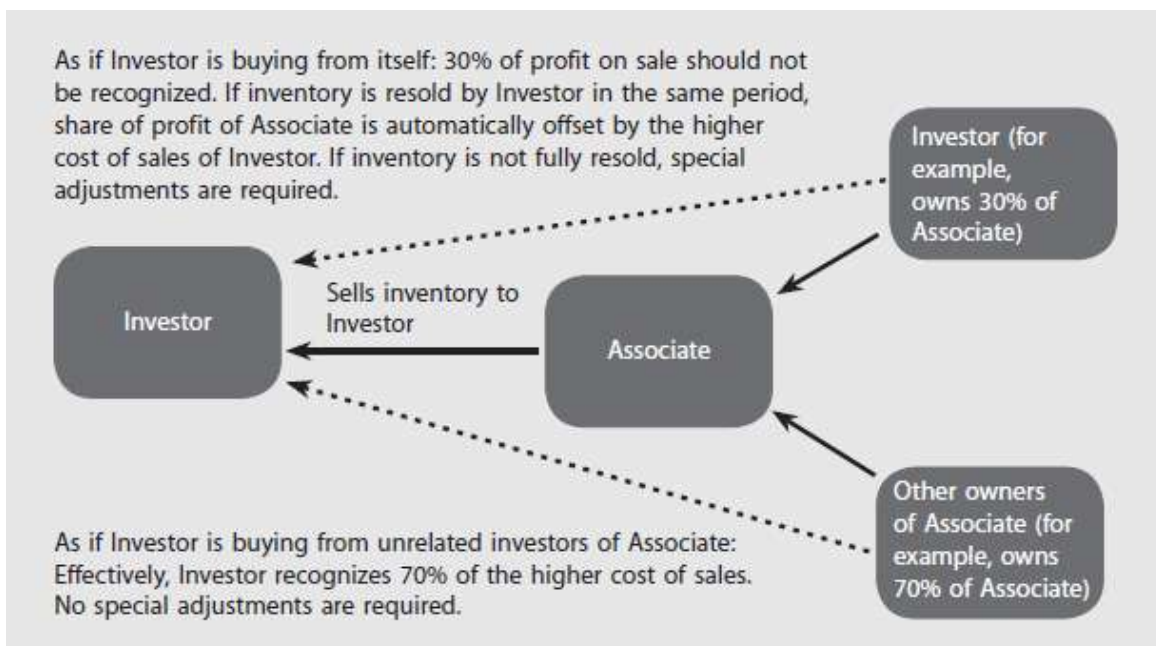 As if Investor is buying from itself: 30% of profit on sale should not
be recognized. If inventory is resold by Investor in the same period,
share of profit of Associate is automatically offset by the higher
cost of sales of Investor. If inventory is not fully resold, special
adjustments are required.
Investor (for
example,
owns 30% of
Associate)
Sells inventory to
Investor
Investor
Associate
Other owners
of Associate (for
example, owns
70% of Associate)
As if Investor is buying from unrelated investors of Associate:
Effectively, Investor recognizes 70% of the higher cost of sales.
No special adjustments are required.